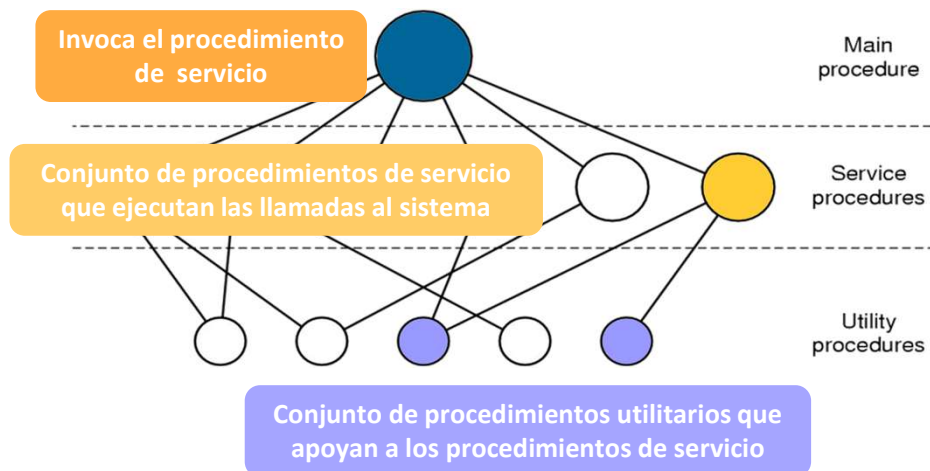 Invoca el procedimiento
de servicio
Main
procedure
Conjunto de procedimientos de servicio
que ejecutan las llamadas al sistema
Service
procedures
Utility
procedures
Conjunto de procedimientos utilitarios que
apoyan a los procedimientos de servicio